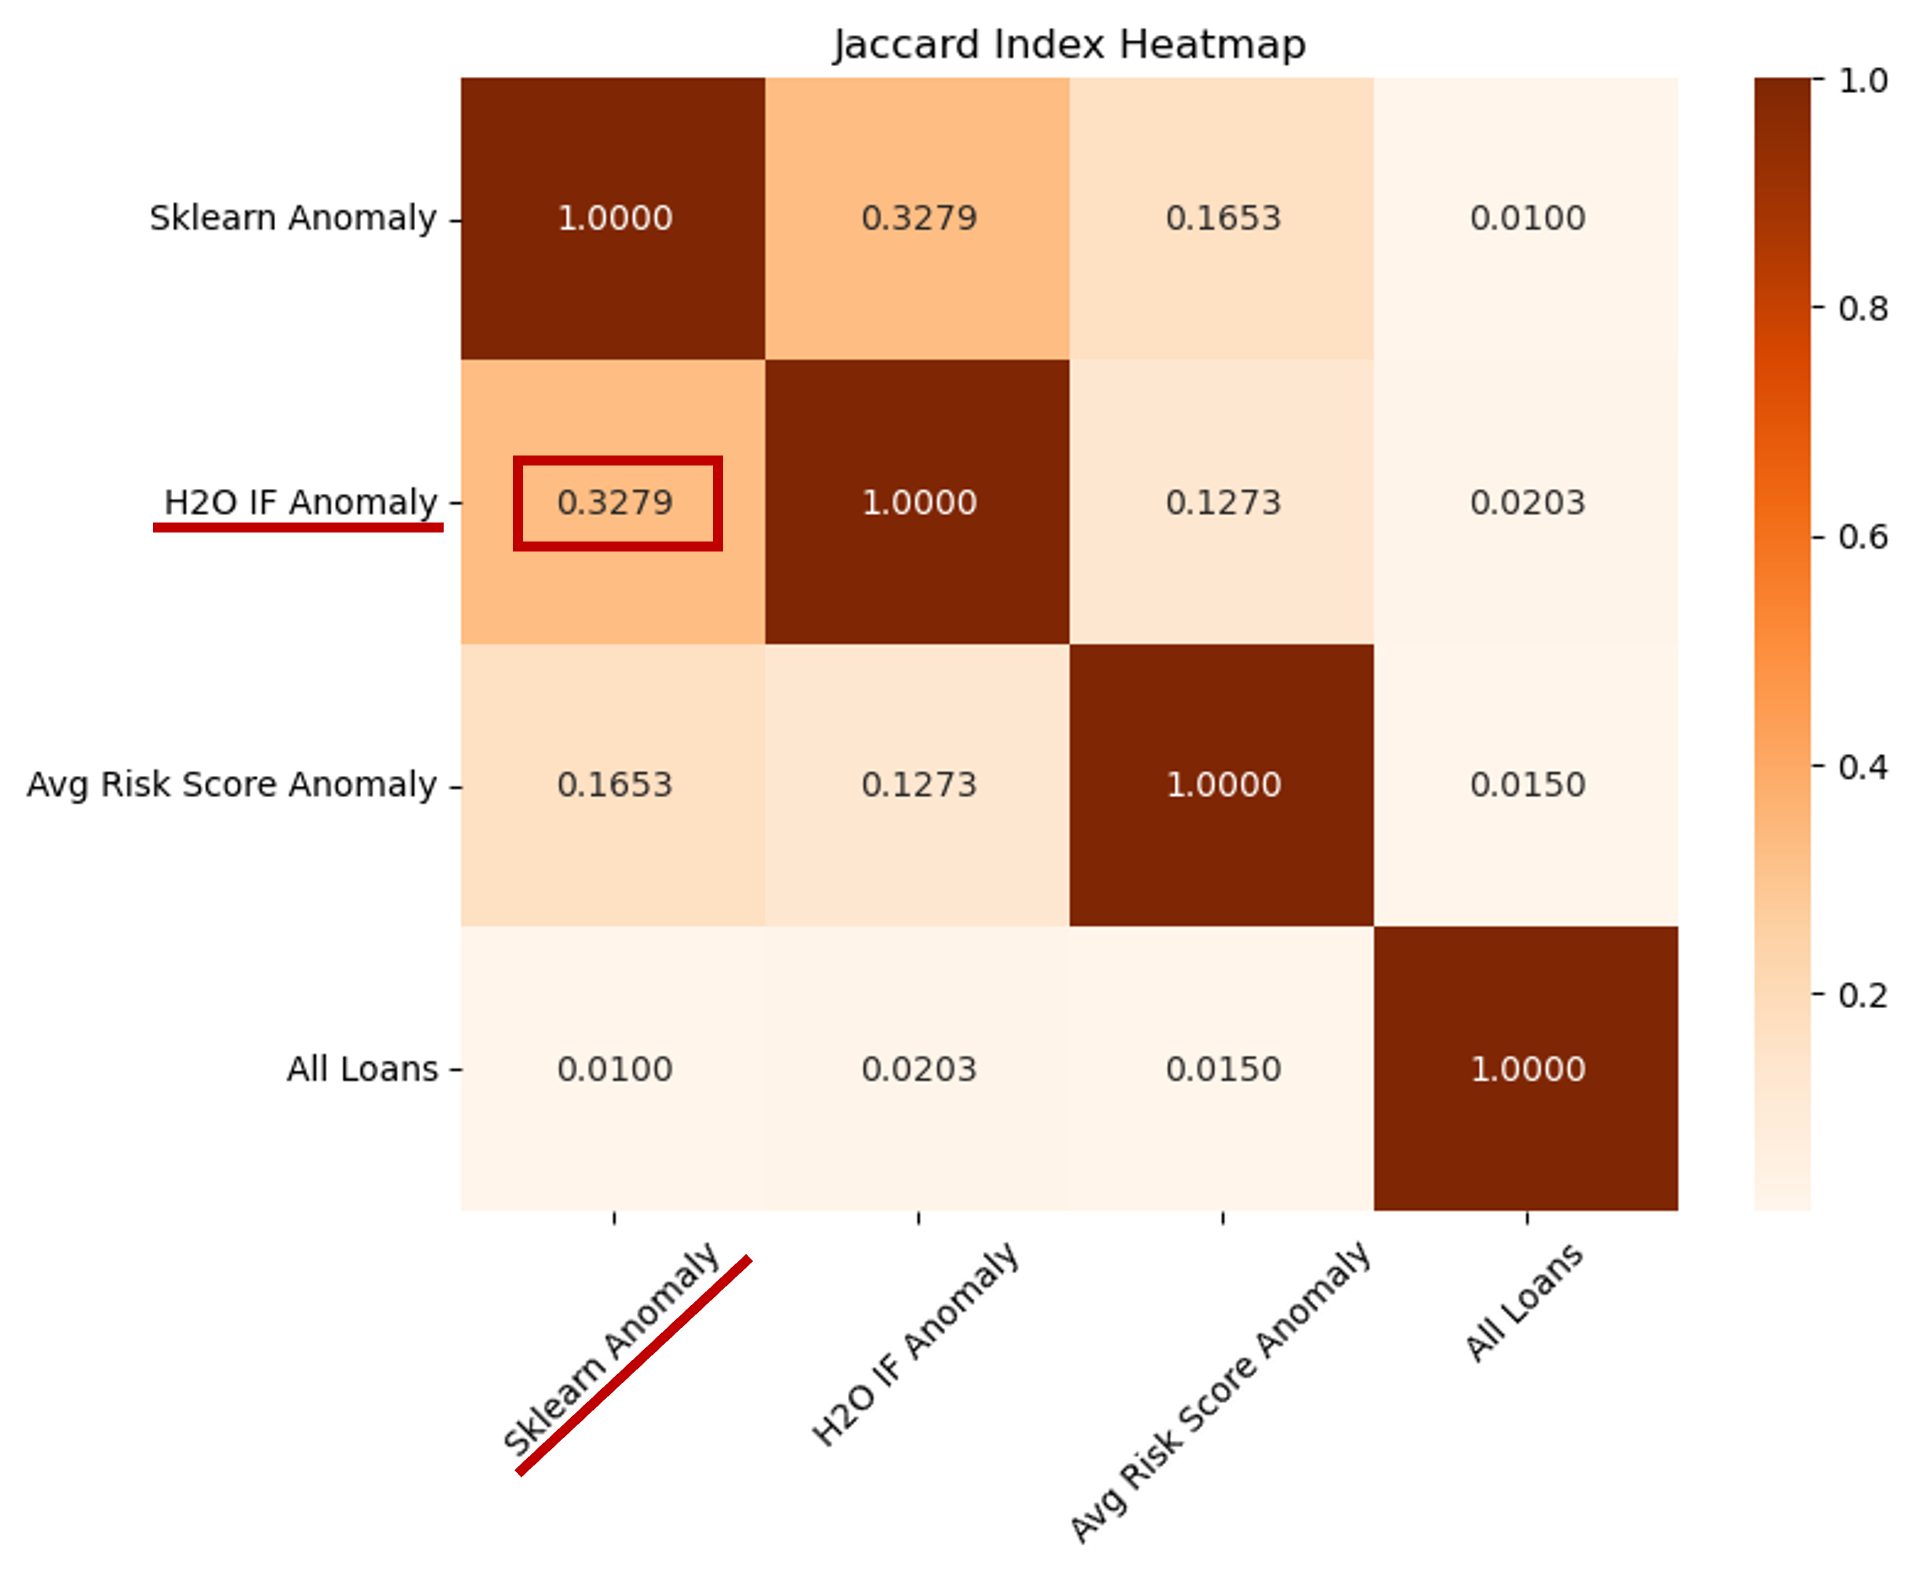 Jaccard Index Heatmap
Sklearn Anomaly 1.0000 0.3279 0.1653 0.0100
H2O IF Anomaly 0.3279 1.0000 0.1273 0.0203
Avg Risk Score Anomaly 0.1653 0.1273 1.0000 0.0150
All Loans 0.0100 0.0203 0.0150 1.0000
Sklearn Anomaly
H2O IF Anomaly
Avg Risk Score Anomaly
All Loans
1.0
0.8
0.6
0.4
0.2